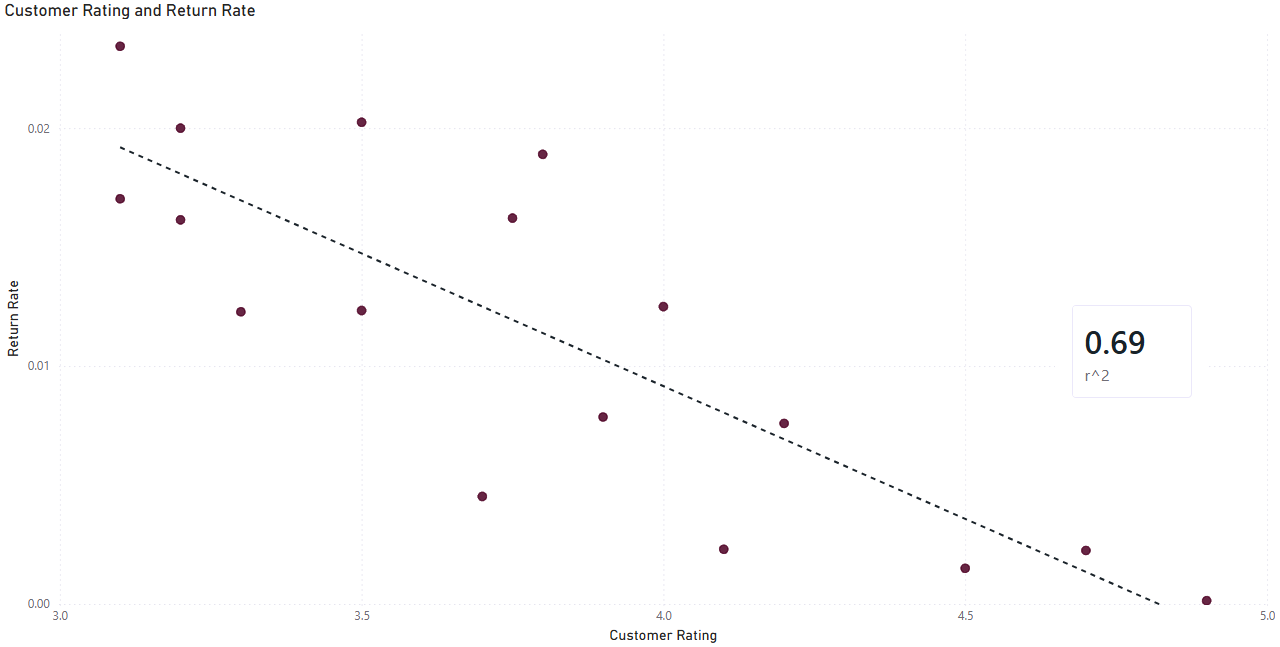 Customer Rating and Return Rate
0.02
0.01
0.00
Return Rate
0.69
r^2
3.0 3.5 4.0 4.5 5.0
Customer Rating